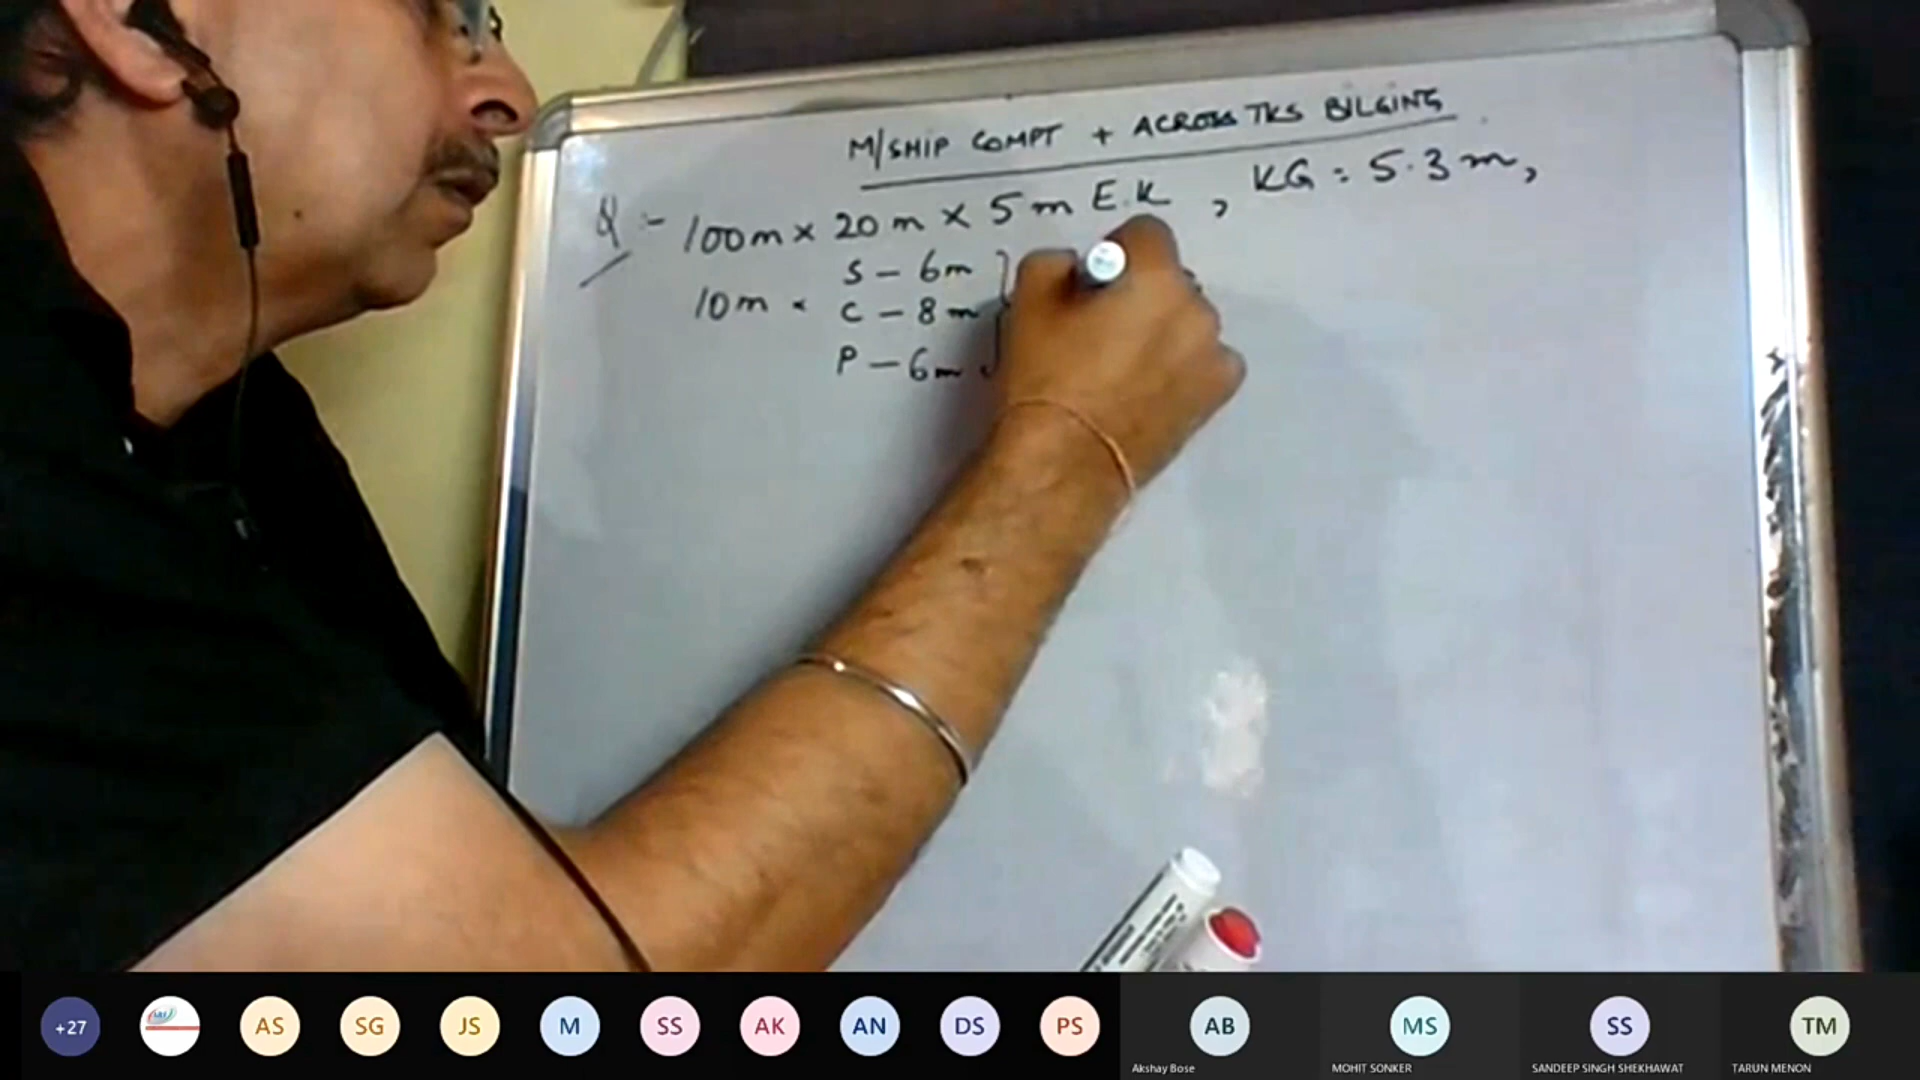 M/SHIP COMPT + ACROSS TKS BILGING
Q :- 100m × 20m × 5m E.K , KG = 5.3m,
S - 6m
10m × C - 8m
P - 6m
+27
AS
SG
JS
M
SS
AK
AN
DS
PS
AB
MS
SS
TM
Akshay Bose
MOHIT SONKER
SANDEEP SINGH SHEKHAWAT
TARUN MENON